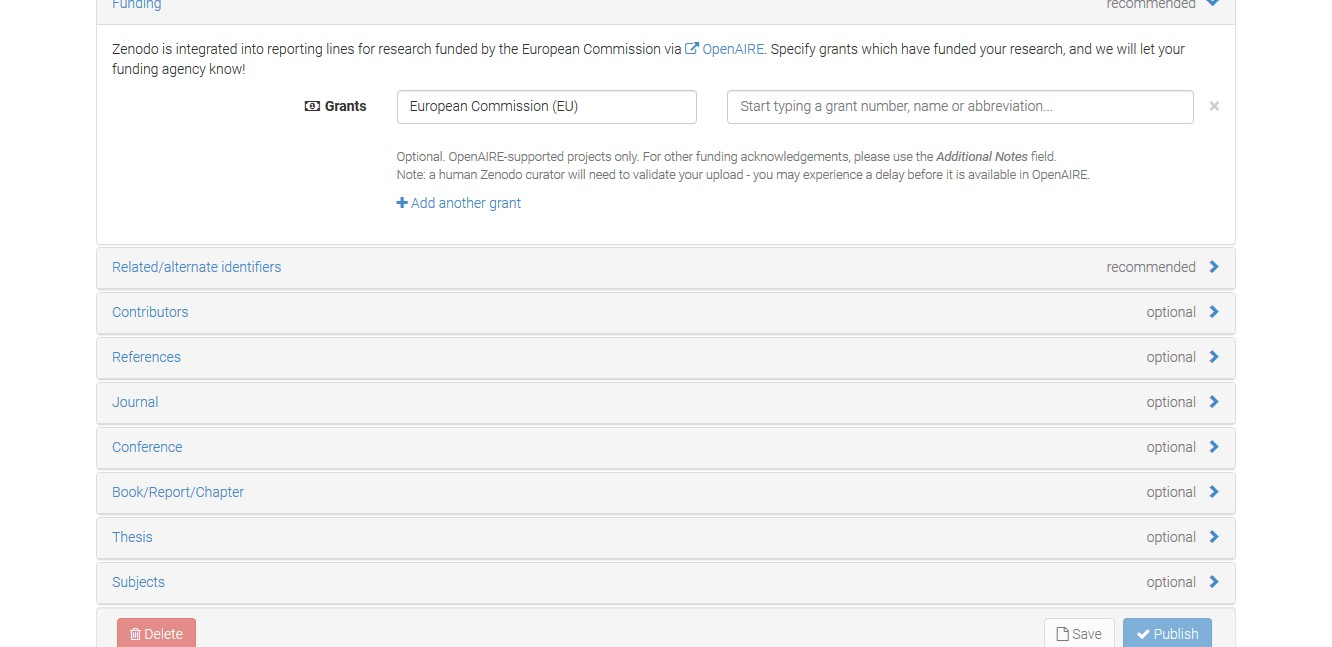 Funding recommended
Zenodo is integrated into reporting lines for research funded by the European Commission via OpenAIRE. Specify grants which have funded your research, and we will let your
funding agency know!
Grants European Commission (EU) Start typing a grant number, name or abbreviation...
Optional. OpenAIRE-supported projects only. For other funding acknowledgements, please use the Additional Notes field.
Note: a human Zenodo curator will need to validate your upload - you may experience a delay before it is available in OpenAIRE.
Add another grant
Related/alternate identifiers recommended
Contributors optional
References optional
Journal optional
Conference optional
Book/Report/Chapter optional
Thesis optional
Subjects optional
Delete Save Publish